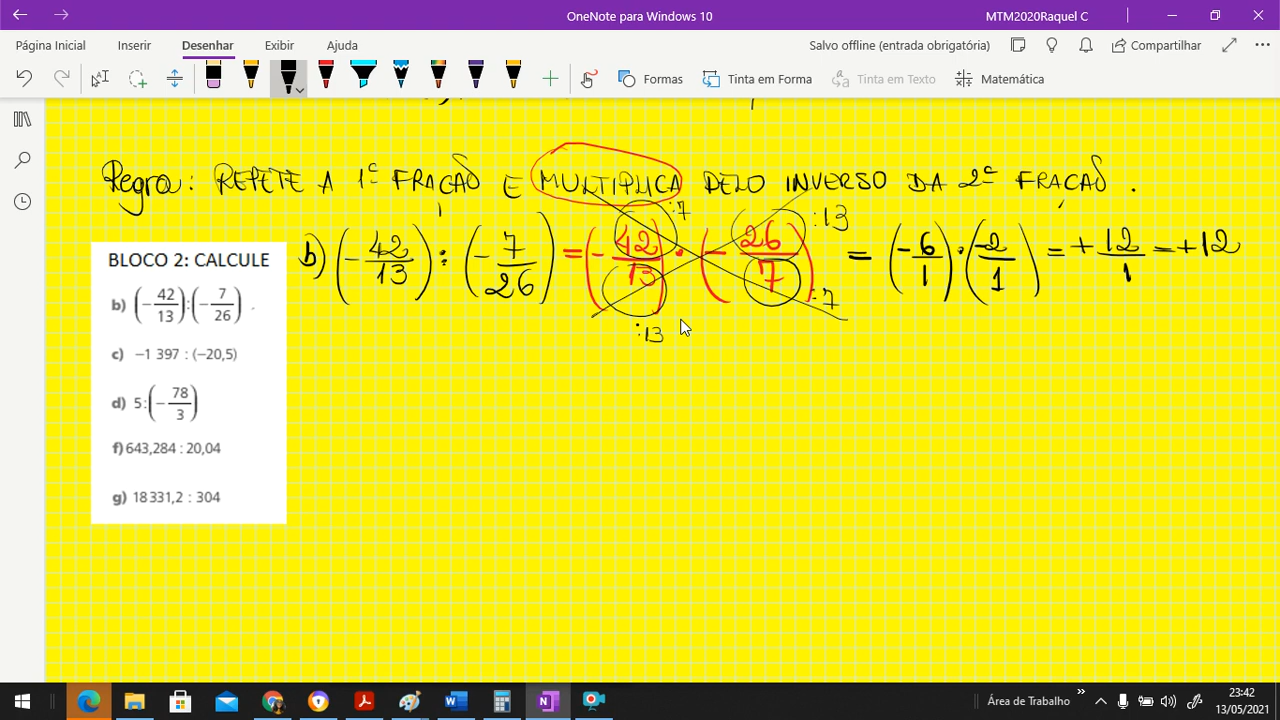 OneNote para Windows 10
MTM2020Raquel C
Página Inicial Inserir Desenhar Exibir Ajuda
Salvo offline (entrada obrigatória) Compartilhar
Formas Tinta em Forma Tinta em Texto Matemática
Regra: REPETE A 1ª FRAÇÃO E MULTIPLICA PELO INVERSO DA 2ª FRAÇÃO.
b) (-42/13) : (-7/26) = (-42/13) · (-26/7) = (-6/1) · (-2/1) = +12/1 = +12
:7 :13
:13 :7
BLOCO 2: CALCULE
b) (−42/13):(−7/26) .
c) −1 397 : (−20,5)
d) 5:(−78/3)
f) 643,284 : 20,04
g) 18 331,2 : 304
Área de Trabalho
23:42
13/05/2021